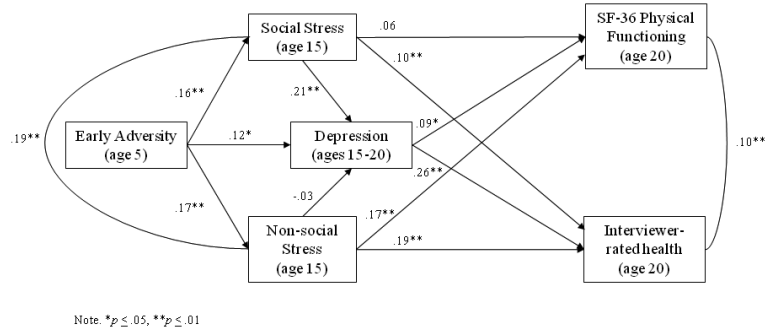 SF-36 Physical
Functioning
(age 20)
Social Stress
(age 15)
.06
.10**
.16**
.21**
.19**
Early Adversity
(age 5)
.12*
Depression
(ages 15-20)
.09*
.10**
.26**
-.03
.17**
.17**
Non-social
Stress
(age 15)
.19**
Interviewer-
rated health
(age 20)
Note. *p ≤ .05, **p ≤ .01